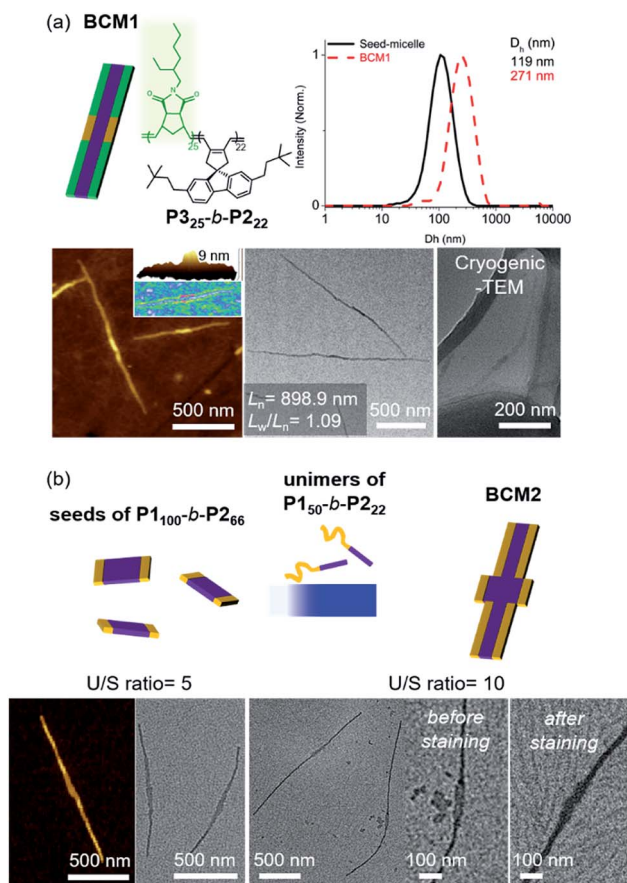 (a) BCM1
O
N
O
25
22
P3₂₅-b-P2₂₂
Intensity (Norm.)
1
0
1 10 100 1000 10000
Dh (nm)
Seed-micelle
BCM1
Dₕ (nm)
119 nm
271 nm
9 nm
500 nm
Lₙ= 898.9 nm
L_w/Lₙ= 1.09
500 nm
Cryogenic
-TEM
200 nm
(b)
seeds of P1₁₀₀-b-P2₆₆
unimers of
P1₅₀-b-P2₂₂
BCM2
U/S ratio= 5
U/S ratio= 10
500 nm
500 nm
500 nm
before
staining
100 nm
after
staining
100 nm